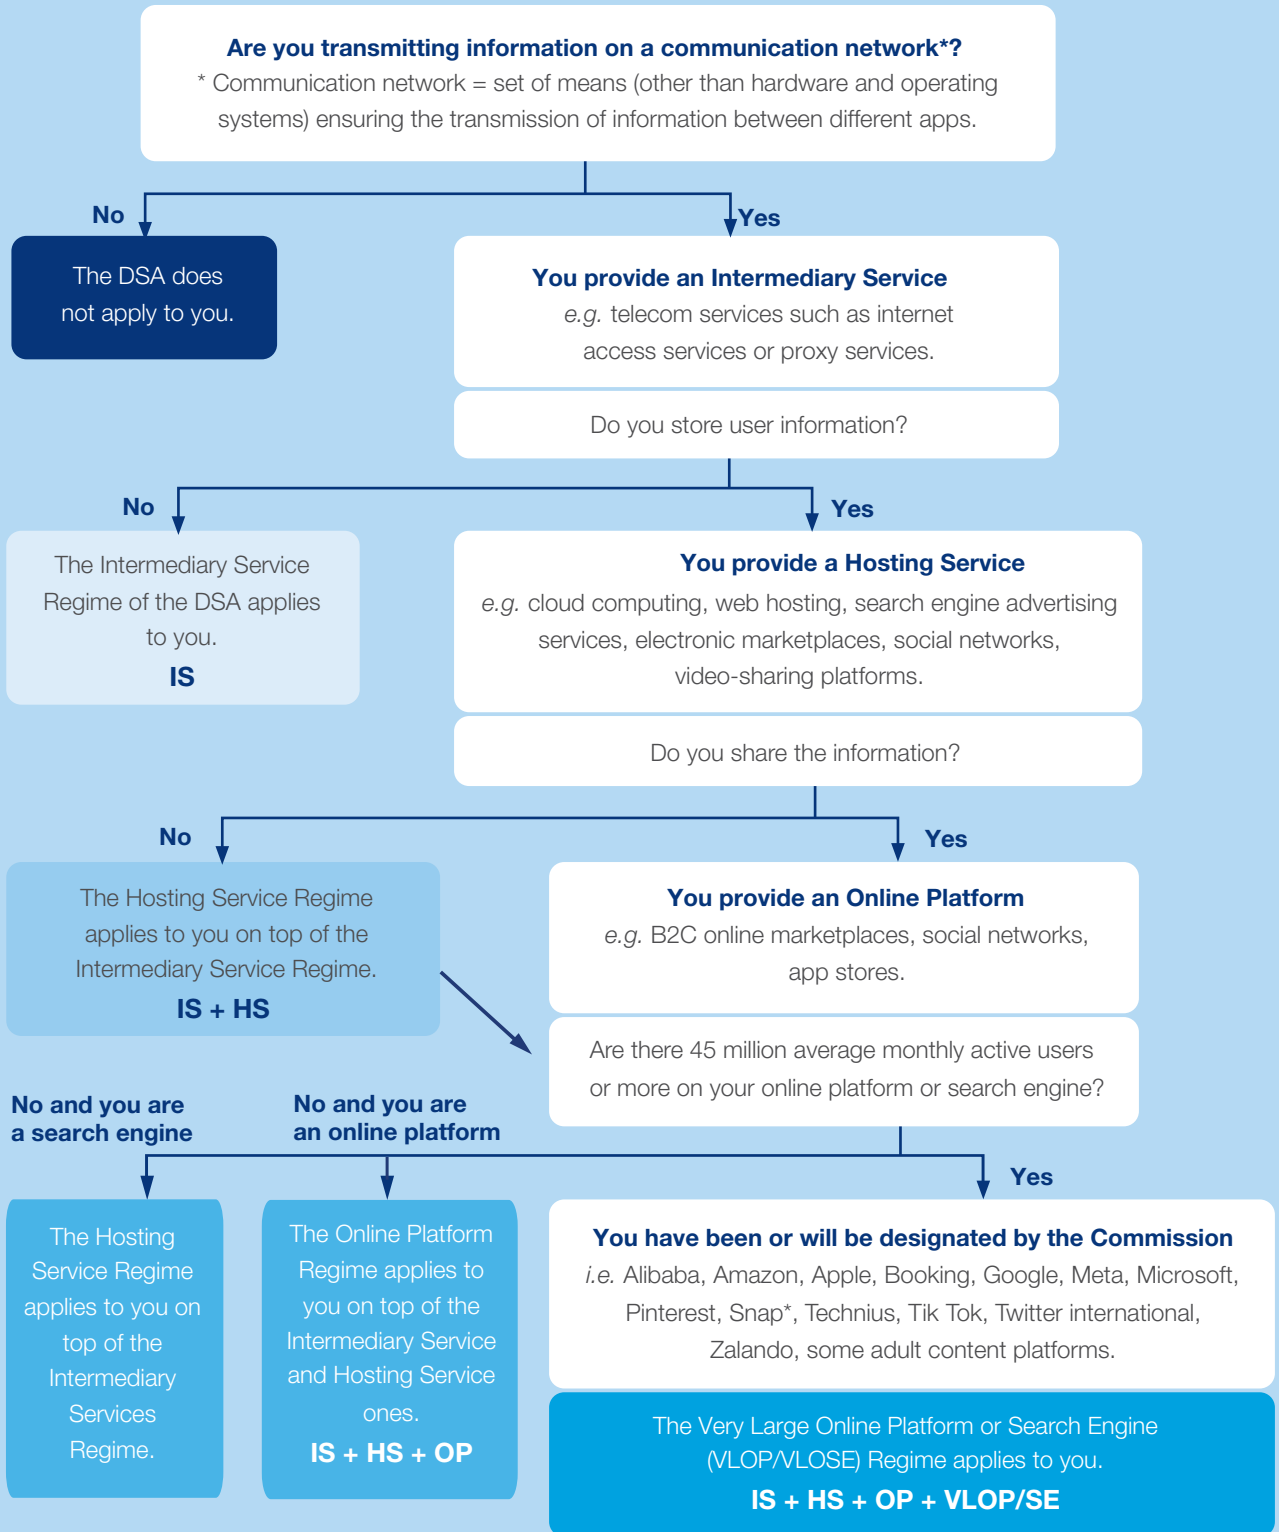 Are you transmitting information on a communication network*?
* Communication network = set of means (other than hardware and operating
systems) ensuring the transmission of information between different apps.
No
Yes
The DSA does
not apply to you.
You provide an Intermediary Service
e.g. telecom services such as internet
access services or proxy services.
Do you store user information?
No
Yes
The Intermediary Service
Regime of the DSA applies
to you.
IS
You provide a Hosting Service
e.g. cloud computing, web hosting, search engine advertising
services, electronic marketplaces, social networks,
video-sharing platforms.
Do you share the information?
No
Yes
The Hosting Service Regime
applies to you on top of the
Intermediary Service Regime.
IS + HS
You provide an Online Platform
e.g. B2C online marketplaces, social networks,
app stores.
Are there 45 million average monthly active users
or more on your online platform or search engine?
No and you are
a search engine
No and you are
an online platform
Yes
The Hosting
Service Regime
applies to you on
top of the
Intermediary
Services
Regime.
The Online Platform
Regime applies to
you on top of the
Intermediary Service
and Hosting Service
ones.
IS + HS + OP
You have been or will be designated by the Commission
i.e. Alibaba, Amazon, Apple, Booking, Google, Meta, Microsoft,
Pinterest, Snap*, Technius, Tik Tok, Twitter international,
Zalando, some adult content platforms.
The Very Large Online Platform or Search Engine
(VLOP/VLOSE) Regime applies to you.
IS + HS + OP + VLOP/SE